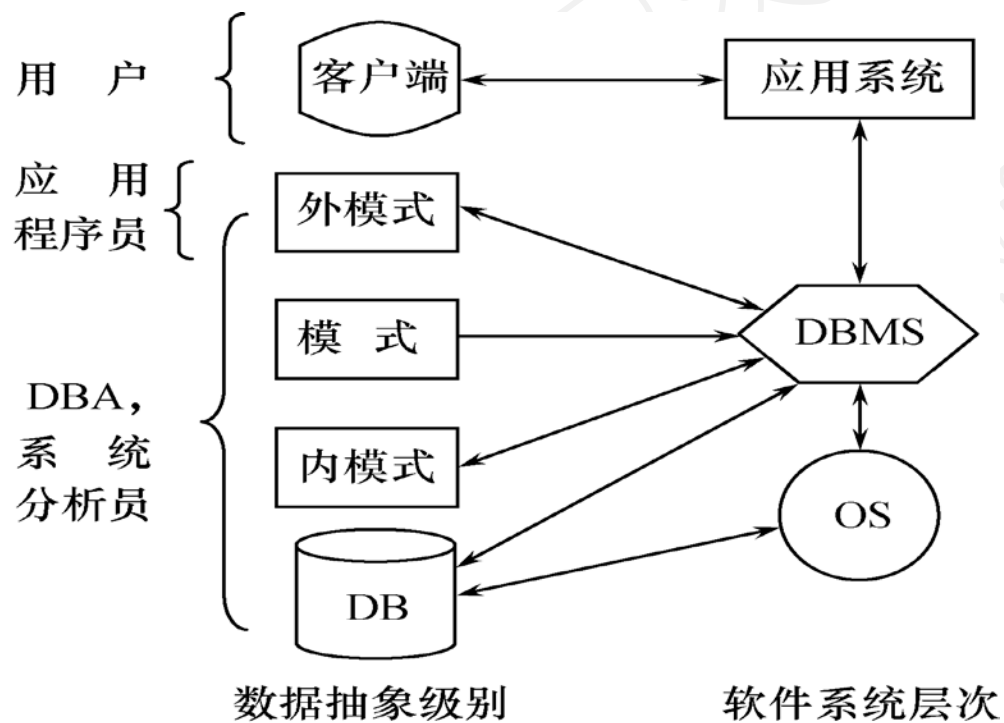 用 户
客户端
应用系统
应 用
程序员
外模式
模 式
DBMS
DBA,
系 统
分析员
内模式
OS
DB
数据抽象级别
软件系统层次